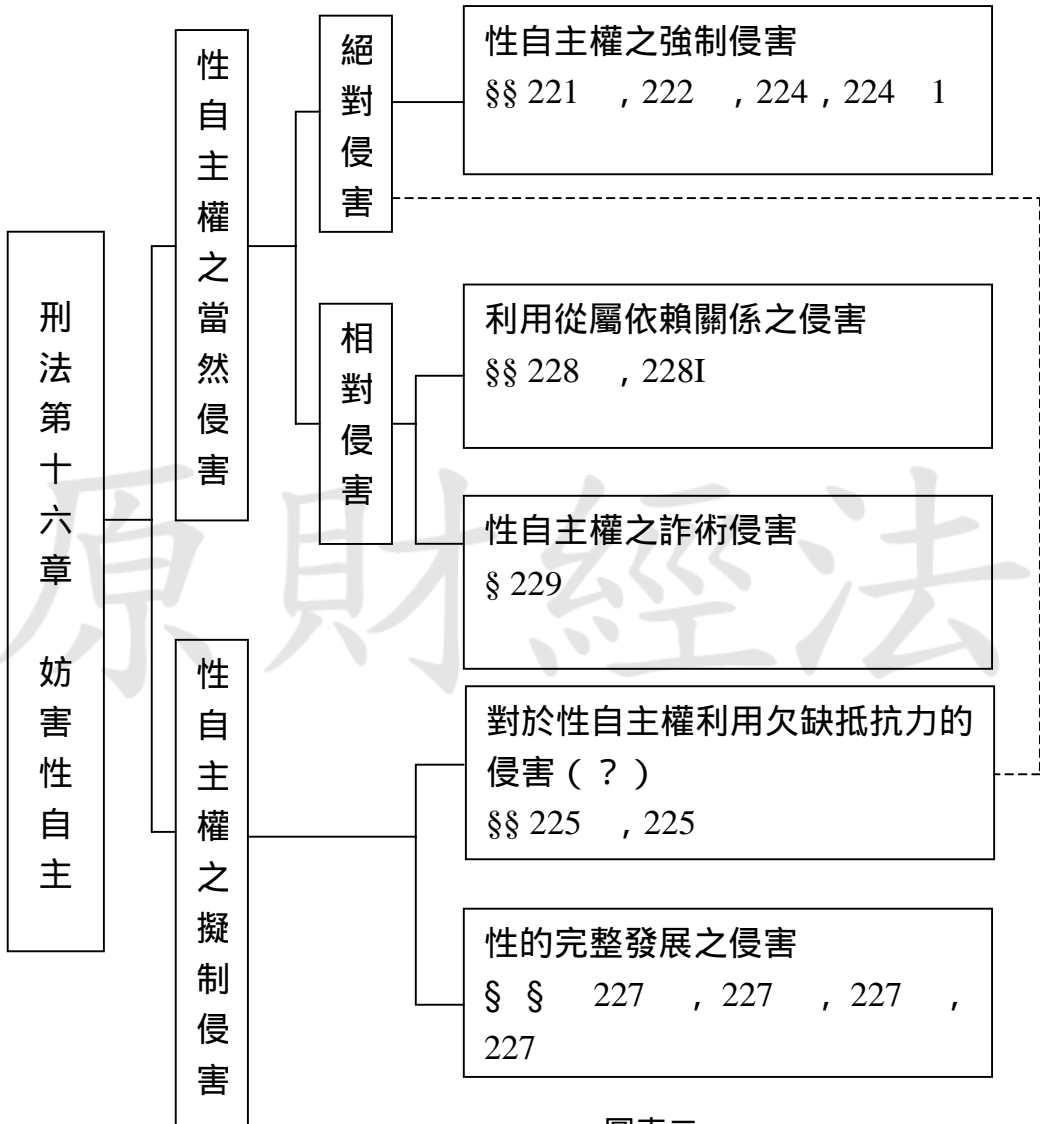 刑法第十六章 妨害性自主
性自主權之當然侵害
絕對侵害
性自主權之強制侵害
§§ 221 , 222 , 224 , 224 1
相對侵害
利用從屬依賴關係之侵害
§§ 228 , 228I
性自主權之詐術侵害
§ 229
性自主權之擬制侵害
對於性自主權利用欠缺抵抗力的
侵害(?)
§§ 225 , 225
性的完整發展之侵害
§ § 227 , 227 , 227 ,
227
原財經法